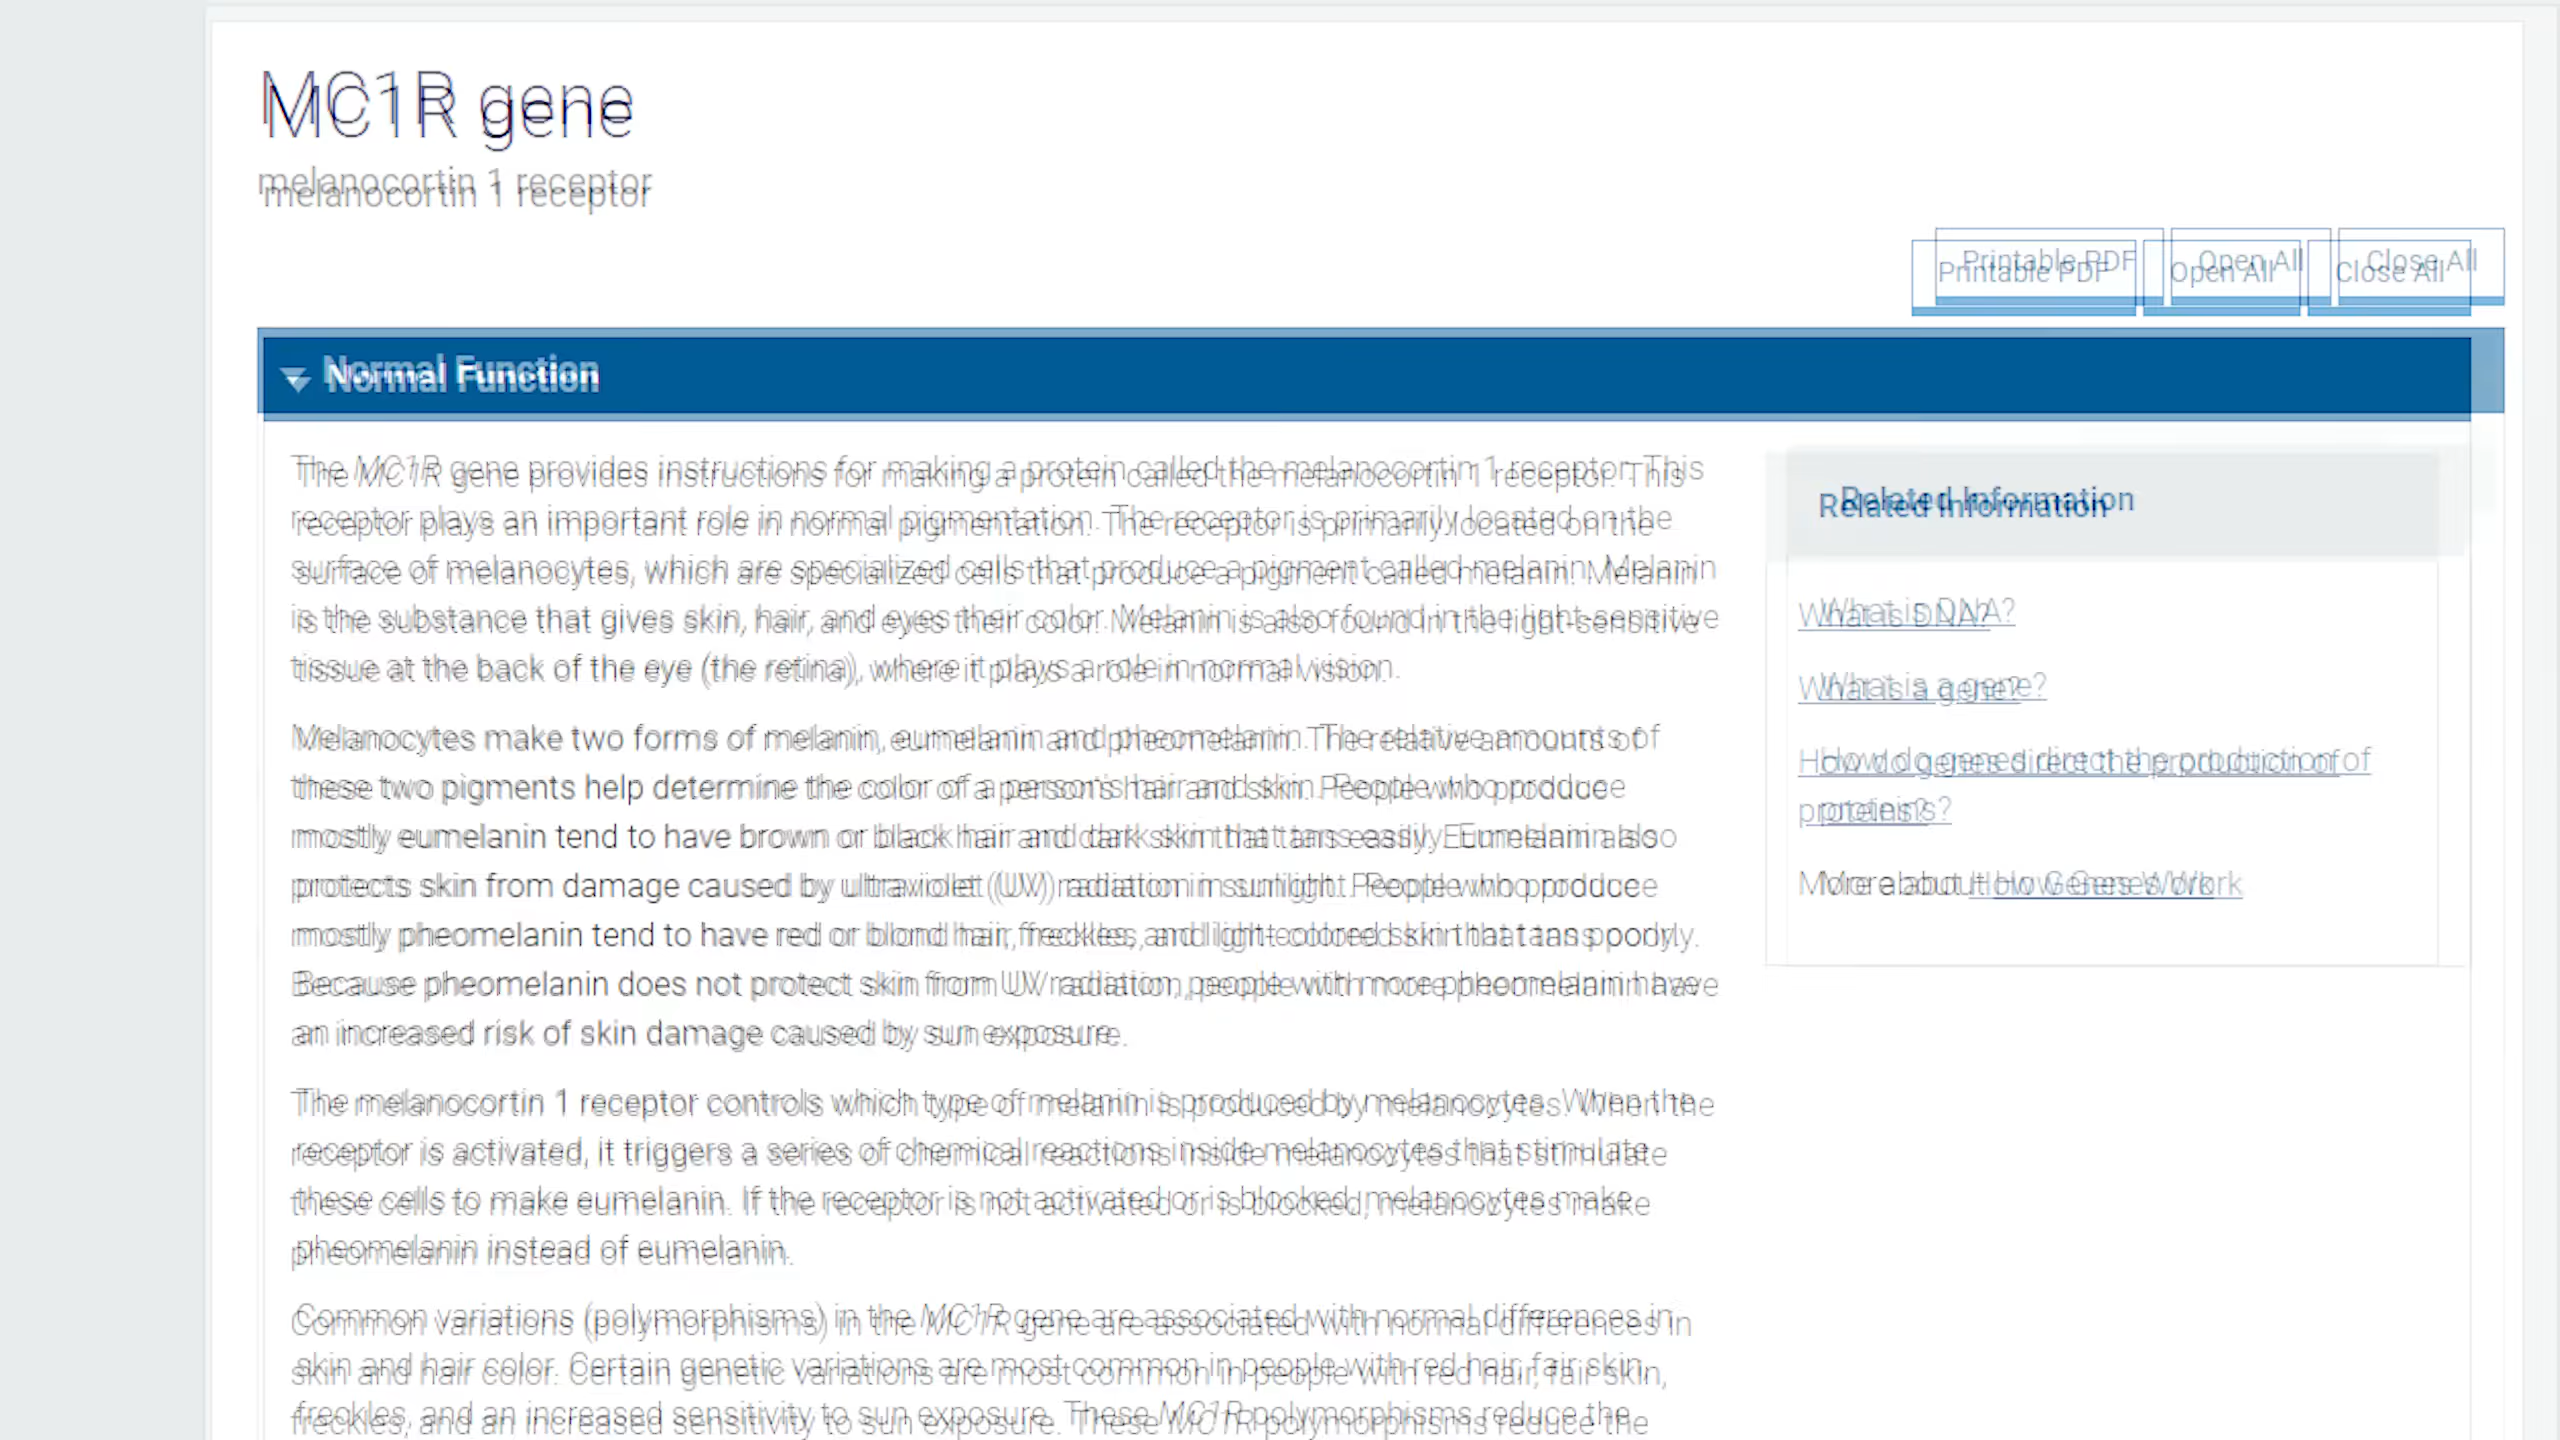 MC1R gene
melanocortin 1 receptor
Printable PDF Open All Close All
Normal Function
The MC1R gene provides instructions for making a protein called the melanocortin 1 receptor. This
receptor plays an important role in normal pigmentation. The receptor is primarily located on the
surface of melanocytes, which are specialized cells that produce a pigment called melanin. Melanin
is the substance that gives skin, hair, and eyes their color. Melanin is also found in the light-sensitive
tissue at the back of the eye (the retina), where it plays a role in normal vision.
Melanocytes make two forms of melanin, eumelanin and pheomelanin. The relative amounts of
these two pigments help determine the color of a person's hair and skin. People who produce
mostly eumelanin tend to have brown or black hair and dark skin that tans easily. Eumelanin also
protects skin from damage caused by ultraviolet (UV) radiation in sunlight. People who produce
mostly pheomelanin tend to have red or blond hair, freckles, and light-colored skin that tans poorly.
Because pheomelanin does not protect skin from UV radiation, people with more pheomelanin have
an increased risk of skin damage caused by sun exposure.
The melanocortin 1 receptor controls which type of melanin is produced by melanocytes. When the
receptor is activated, it triggers a series of chemical reactions inside melanocytes that stimulate
these cells to make eumelanin. If the receptor is not activated or is blocked, melanocytes make
pheomelanin instead of eumelanin.
Common variations (polymorphisms) in the MC1R gene are associated with normal differences in
skin and hair color. Certain genetic variations are most common in people with red hair, fair skin,
freckles, and an increased sensitivity to sun exposure. These MC1R polymorphisms reduce the
Related Information
What is DNA?
What is a gene?
How do genes direct the production of
proteins?
More about How Genes Work